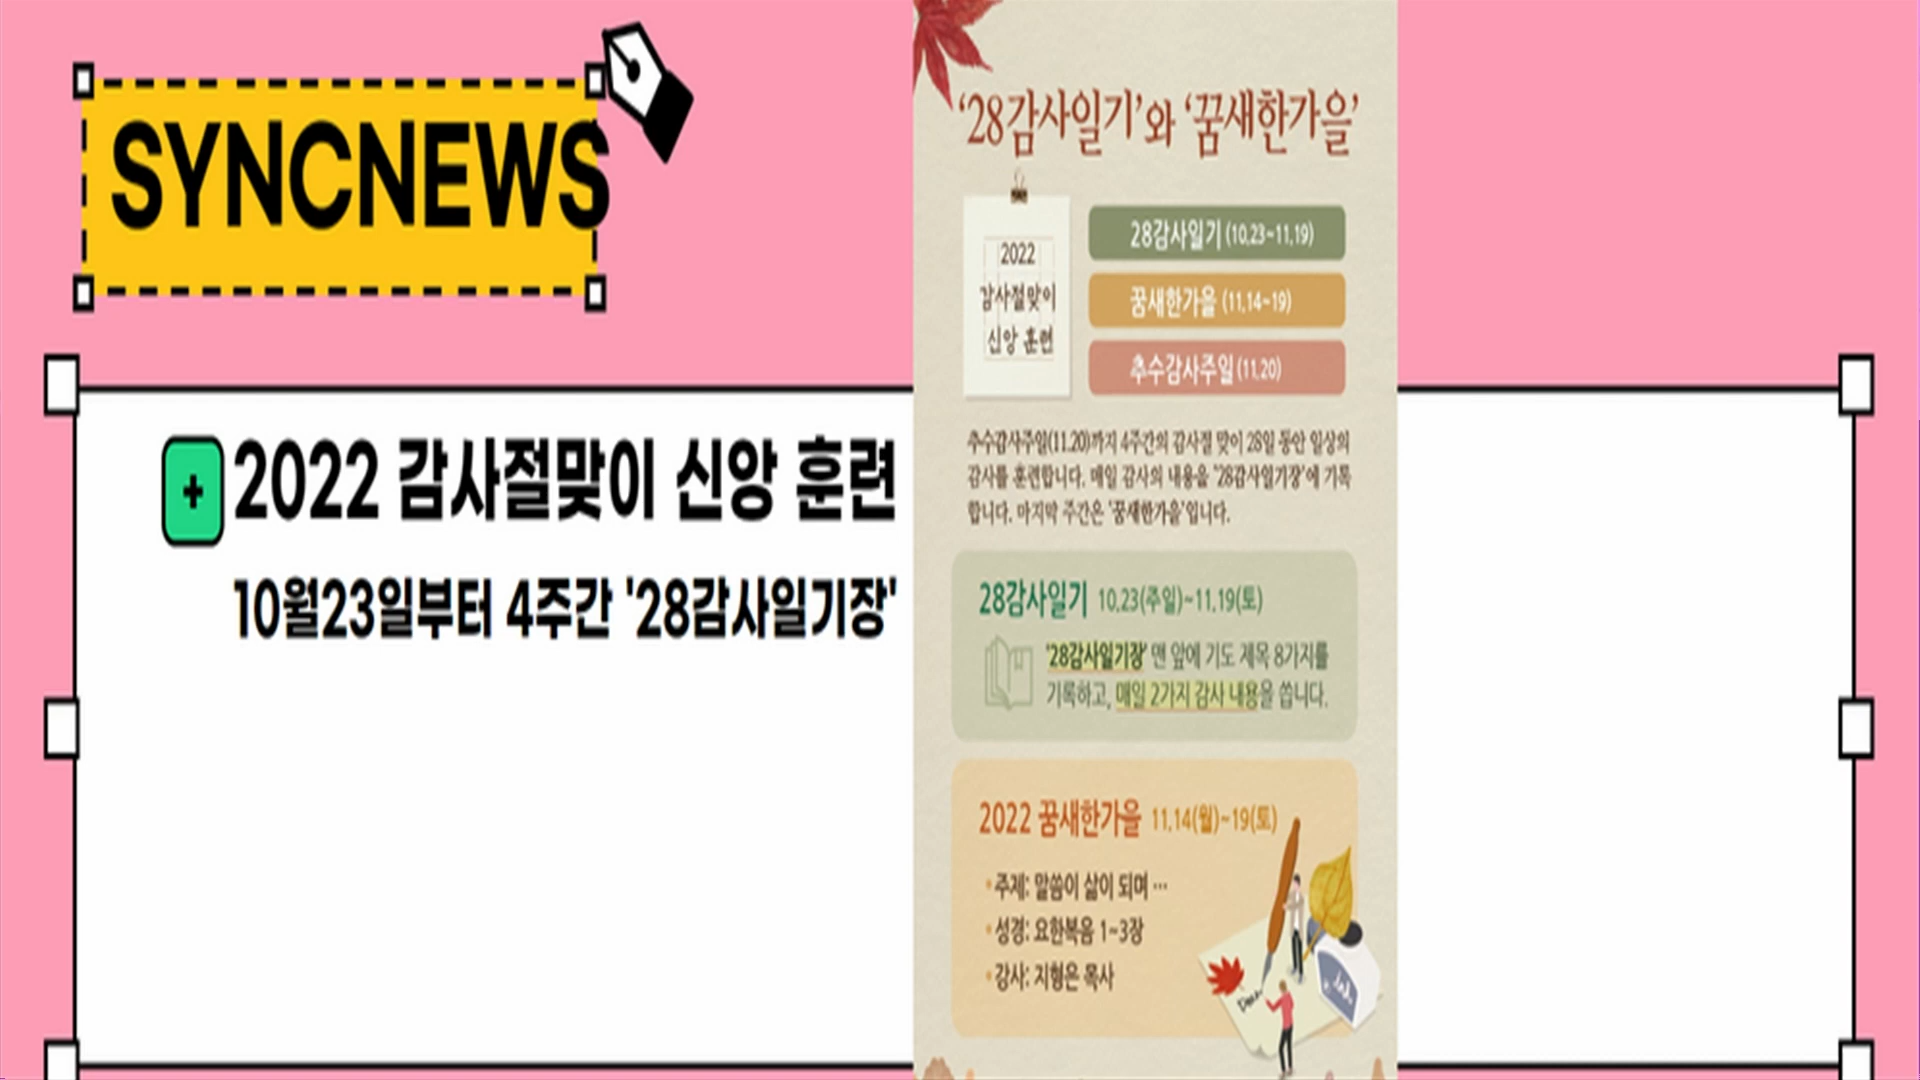 SYNCNEWS
+ 2022 감사절맞이 신앙 훈련
10월23일부터 4주간 '28감사일기장'
'28감사일기'와 '꿈새한가을'
2022
감사절맞이
신앙 훈련
28감사일기 (10.23~11.19)
꿈새한가을 (11.14~19)
추수감사주일 (11.20)
추수감사주일(11.20)까지 4주간의 감사절 맞이 28일 동안 일상의
감사를 훈련합니다. 매일 감사의 내용을 '28감사일기장'에 기록
합니다. 마지막 주간은 '꿈새한가을'입니다.
28감사일기 10.23(주일)~11.19(토)
'28감사일기장' 맨 앞에 기도 제목 8가지를
기록하고, 매일 2가지 감사 내용을 씁니다.
2022 꿈새한가을 11.14(월)~19(토)
•주제: 말씀이 삶이 되며 …
•성경: 요한복음 1~3장
•강사: 지형은 목사
ink